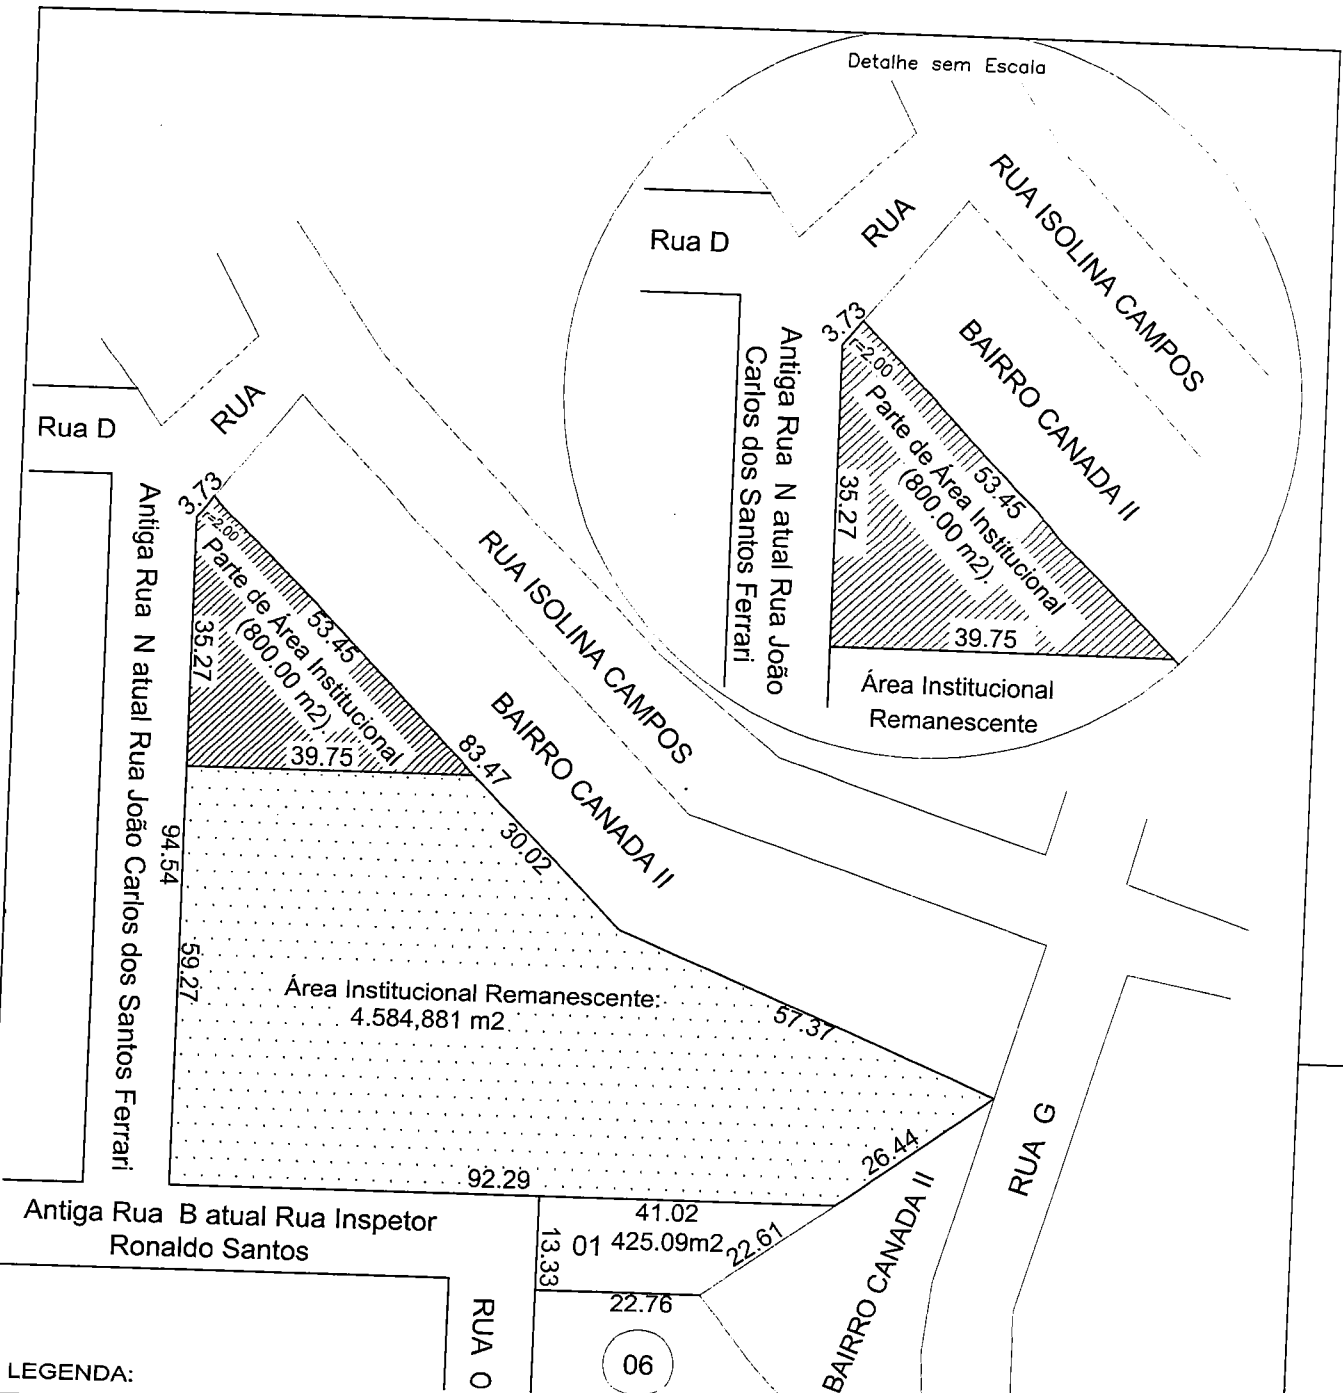 Detalhe sem Escala
RUA ISOLINA CAMPOS
RUA
Rua D
BAIRRO CANADA II
3.73
r=2.00
Antiga Rua N atual Rua João
Carlos dos Santos Ferrari
Parte de Área Institucional
(800.00 m2).
53.45
35.27
39.75
Área Institucional
Remanescente
RUA
Rua D
3.73
r=2.00
Antiga Rua N atual Rua João Carlos dos Santos Ferrari
Parte de Área Institucional
(800.00 m2).
53.45
35.27
39.75
RUA ISOLINA CAMPOS
BAIRRO CANADA II
83.47
30.02
94.54
59.27
Área Institucional Remanescente:
4.584,881 m2
57.37
26.44
RUA G
92.29
Antiga Rua B atual Rua Inspetor
Ronaldo Santos
41.02
13.33
01 425.09m2
22.61
22.76
BAIRRO CANADA II
RUA O
06
LEGENDA: